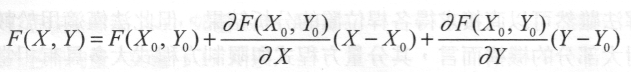 F(X, Y) = F(X₀, Y₀) + ∂F(X₀, Y₀)/∂X (X − X₀) + ∂F(X₀, Y₀)/∂Y (Y − Y₀)